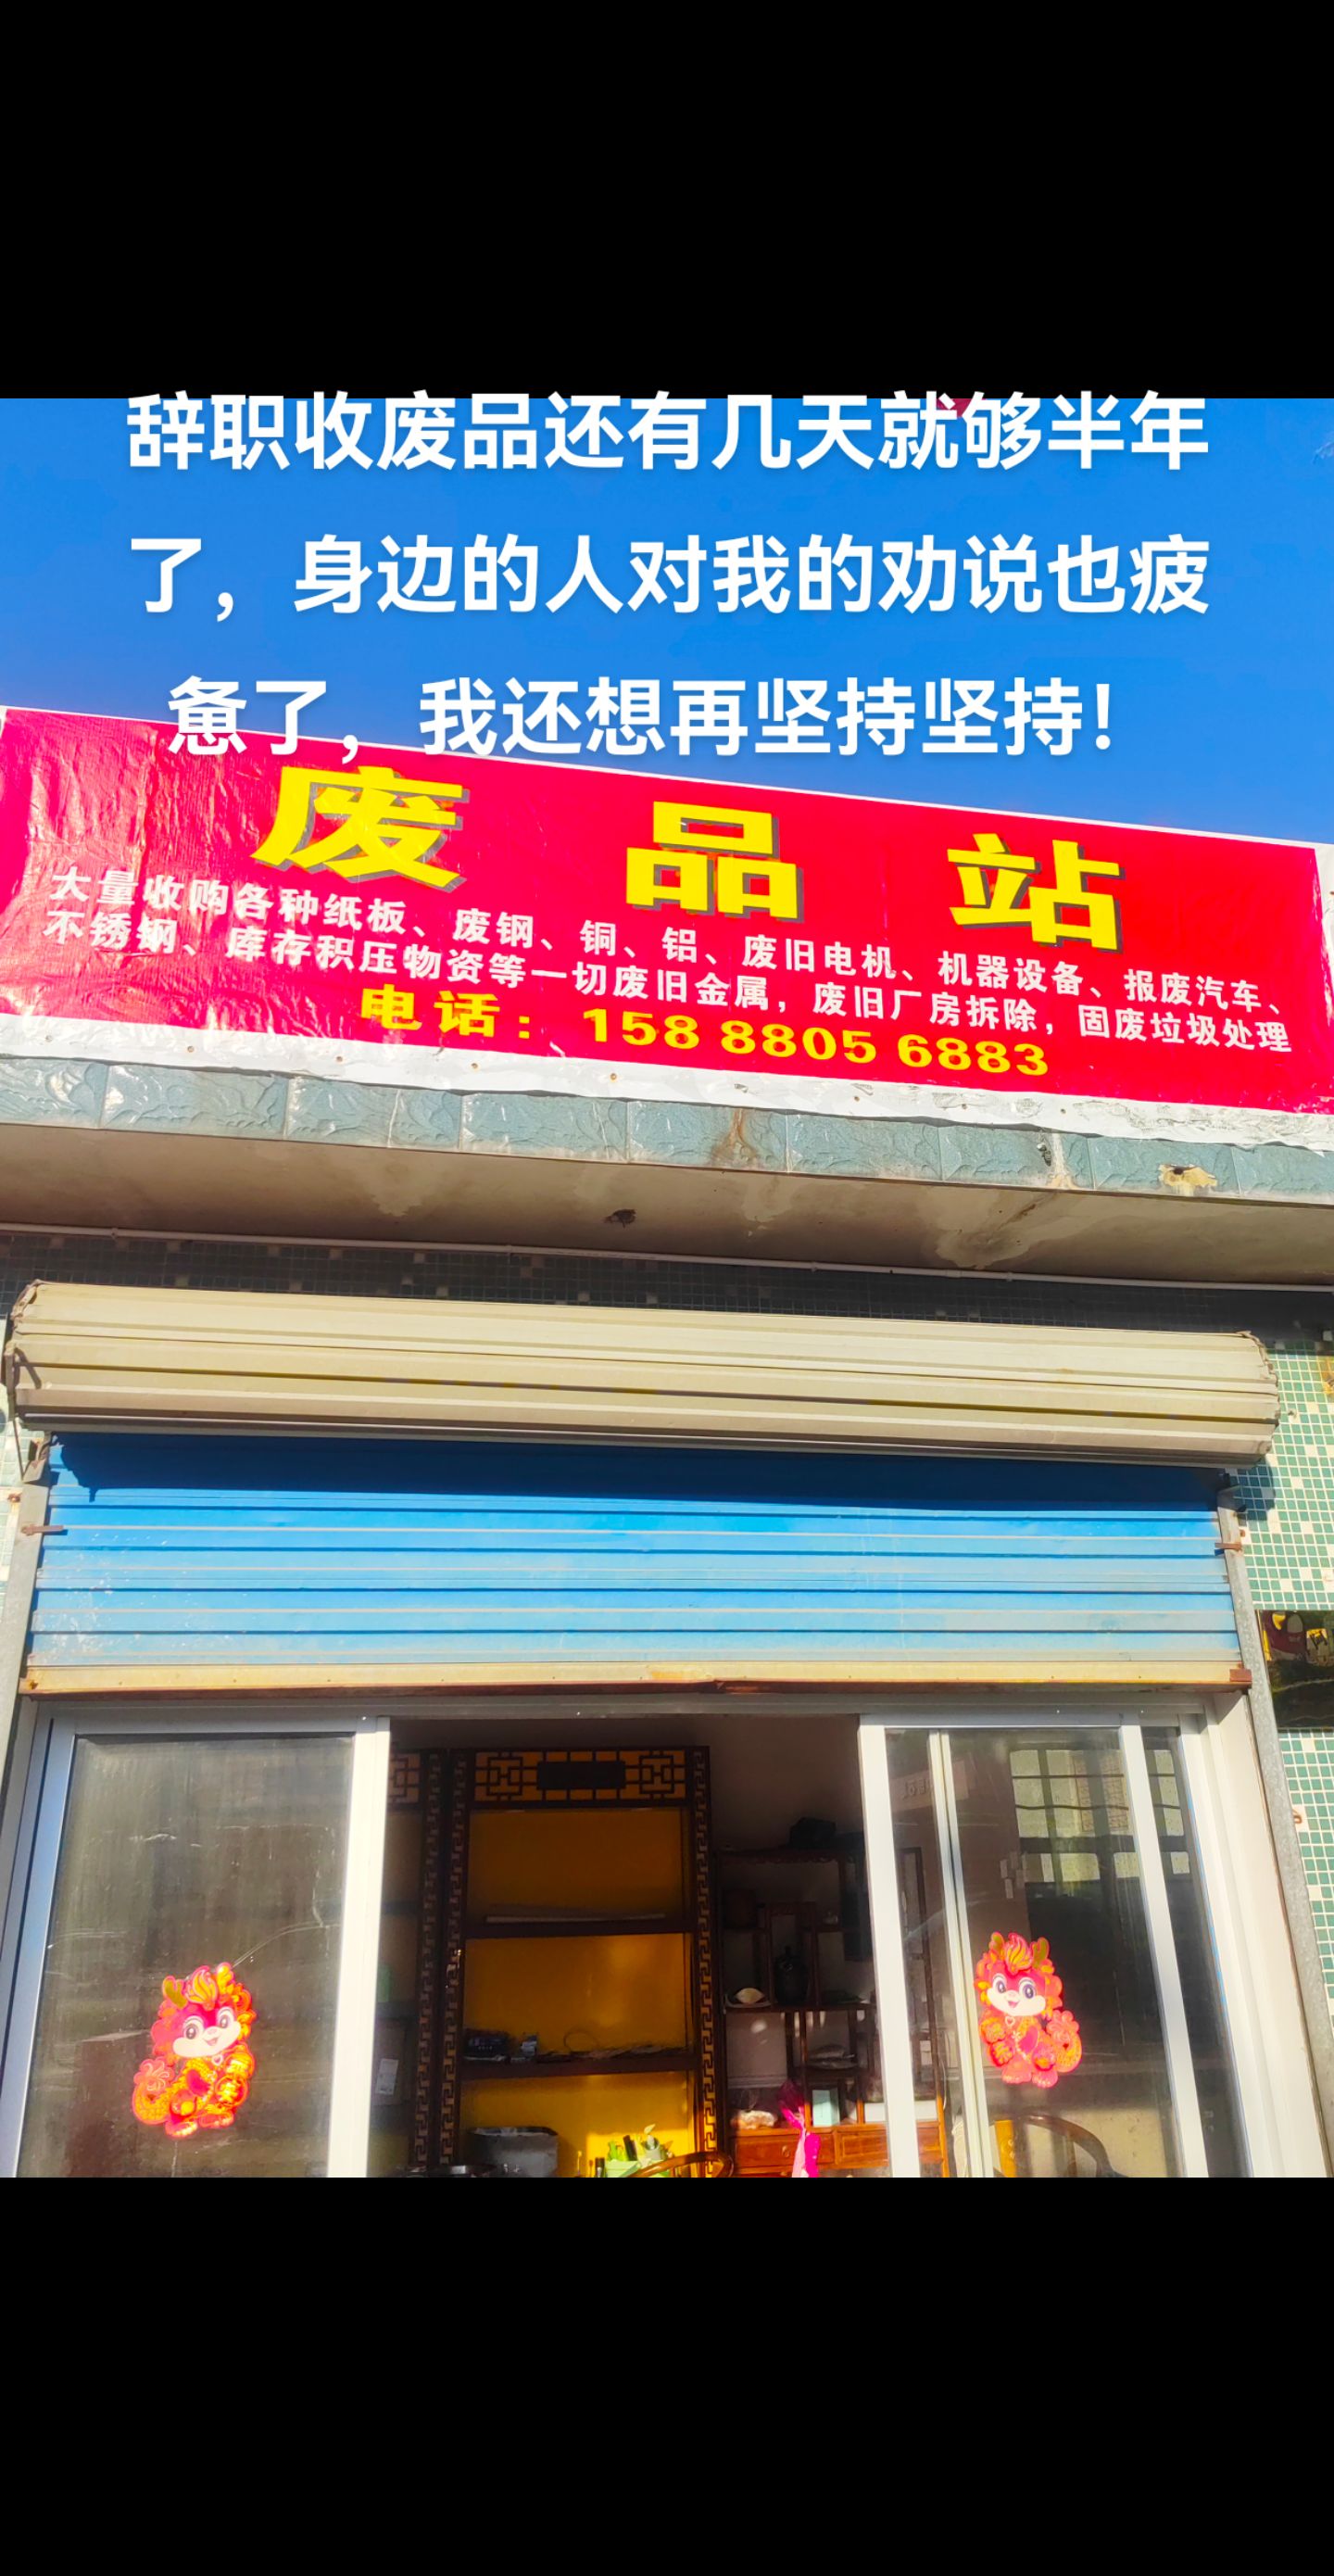 辞职收废品还有几天就够半年
了，身边的人对我的劝说也疲
惫了，我还想再坚持坚持！
废 品 站
大量收购各种纸板、废钢、铜、铝、废旧电机、机器设备、报废汽车、
不锈钢、库存积压物资等一切废旧金属，废旧厂房拆除，固废垃圾处理
电话： 158 8805 6883